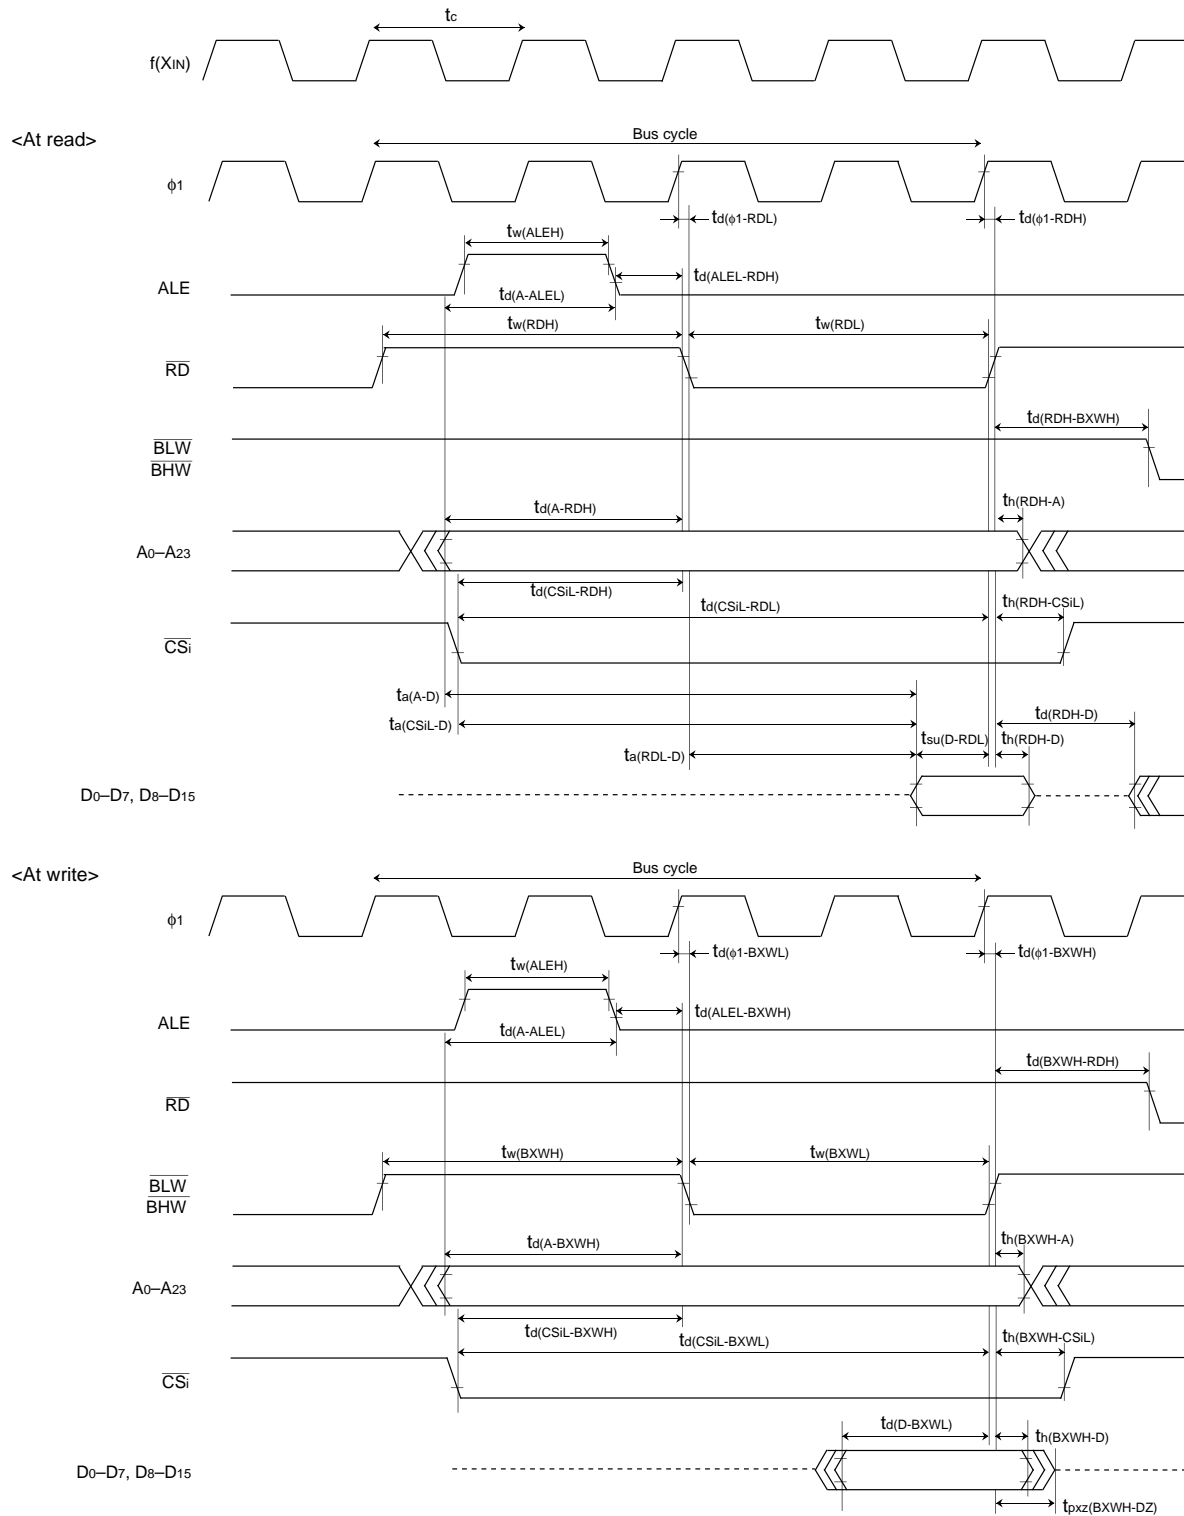 tc
f(XIN)
<At read>
Bus cycle
ϕ1
td(ϕ1-RDL)
td(ϕ1-RDH)
tw(ALEH)
td(ALEL-RDH)
ALE
td(A-ALEL)
tw(RDH)
tw(RDL)
RD
td(RDH-BXWH)
BLW
BHW
td(A-RDH)
th(RDH-A)
A0–A23
td(CSiL-RDH)
td(CSiL-RDL)
th(RDH-CSiL)
CSi
ta(A-D)
td(RDH-D)
ta(CSiL-D)
tsu(D-RDL)
th(RDH-D)
ta(RDL-D)
D0–D7, D8–D15
<At write>
Bus cycle
ϕ1
td(ϕ1-BXWL)
td(ϕ1-BXWH)
tw(ALEH)
td(ALEL-BXWH)
ALE
td(A-ALEL)
td(BXWH-RDH)
RD
tw(BXWH)
tw(BXWL)
BLW
BHW
td(A-BXWH)
th(BXWH-A)
A0–A23
td(CSiL-BXWH)
td(CSiL-BXWL)
th(BXWH-CSiL)
CSi
td(D-BXWL)
th(BXWH-D)
D0–D7, D8–D15
tpxz(BXWH-DZ)